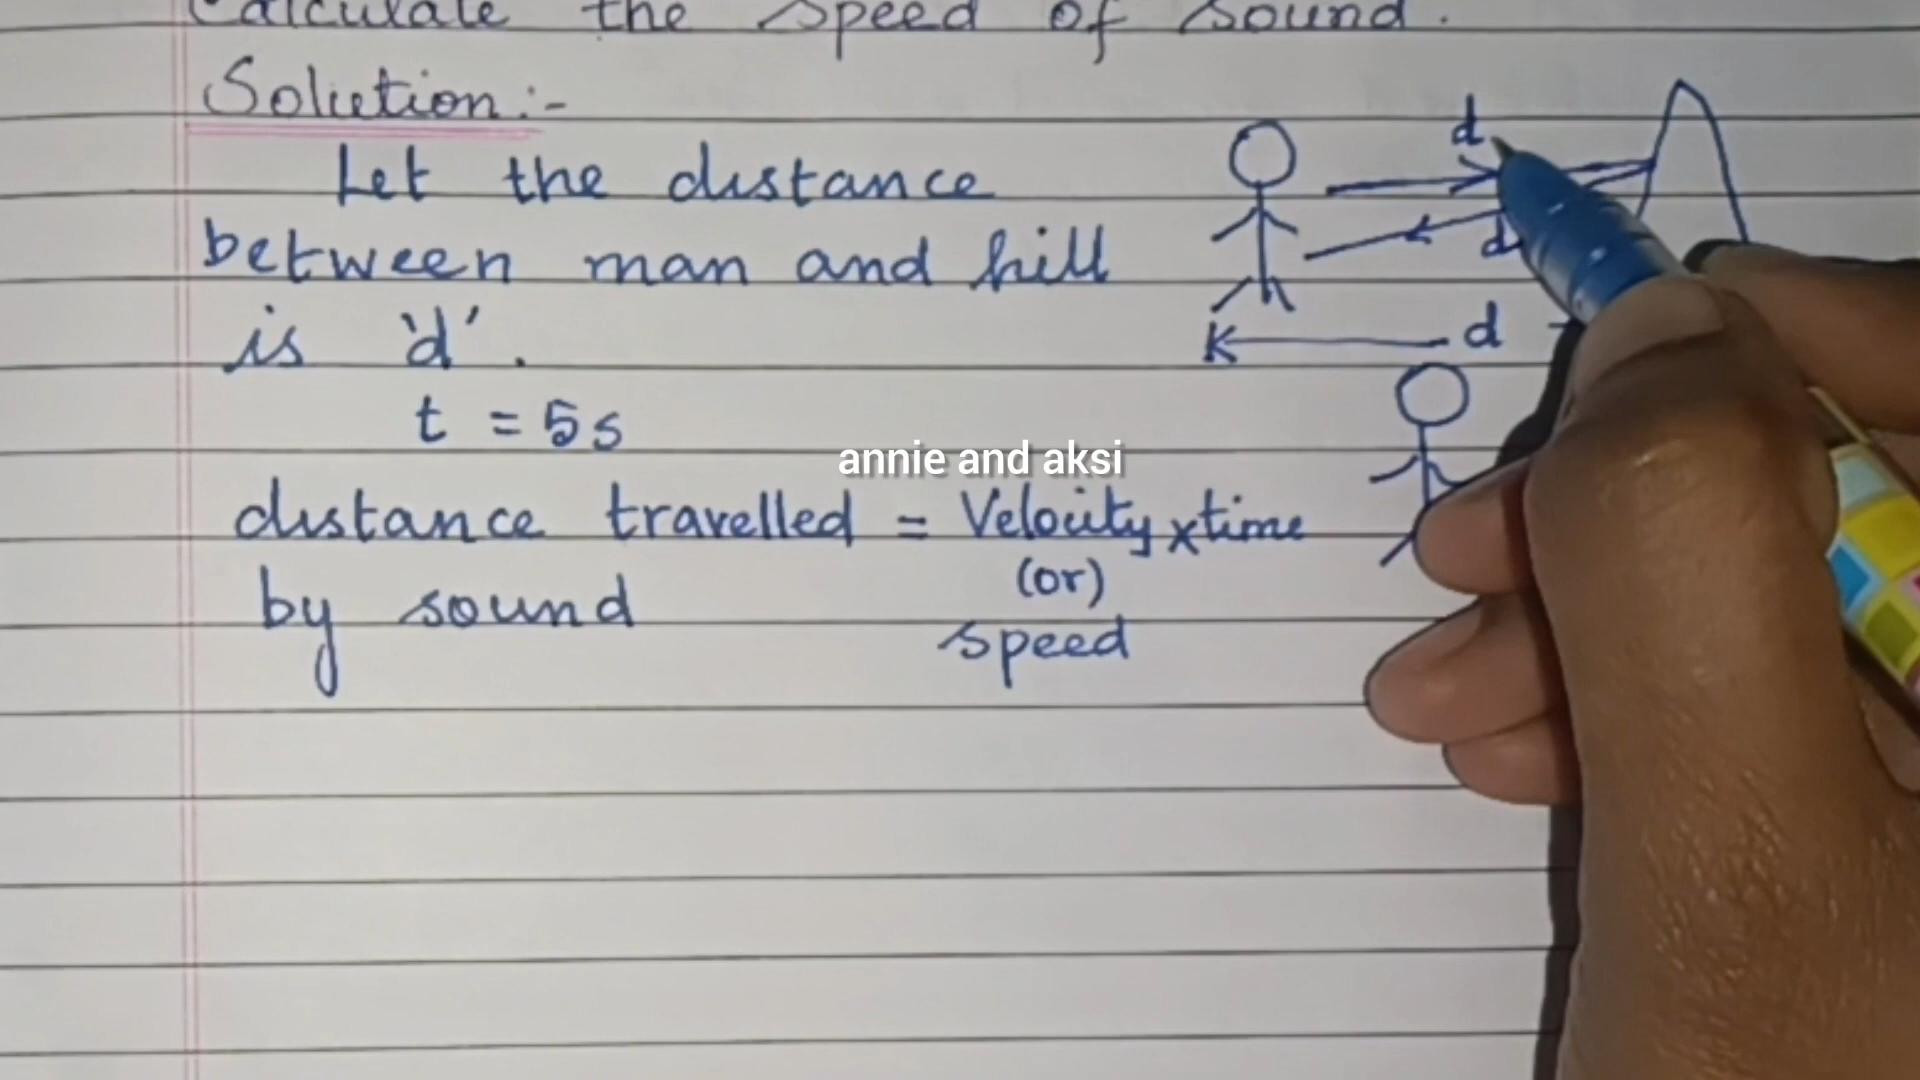 Calculate the speed of sound.
Solution:-
Let the distance
between man and hill
is 'd'.
t = 5s
distance travelled = Velocity x time
by sound (or)
speed
d
d
d
annie and aksi